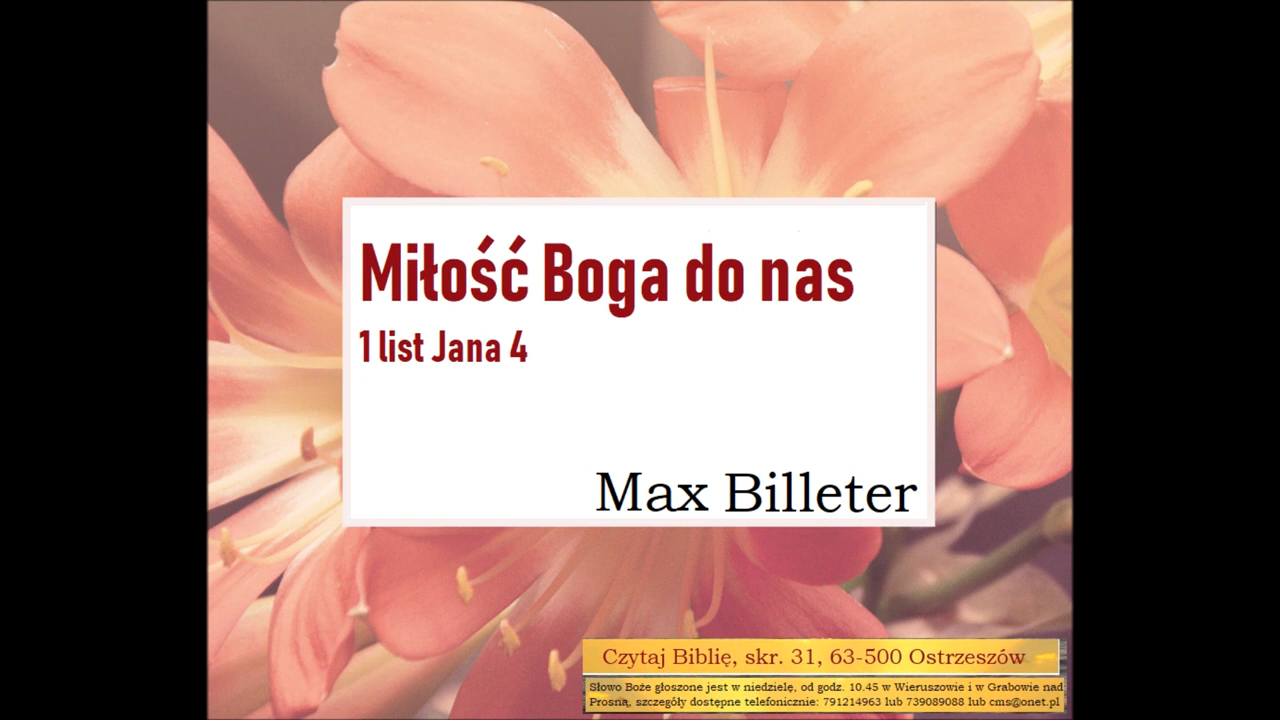 Miłość Boga do nas
1 list Jana 4
Max Billeter
Czytaj Biblię, skr. 31, 63-500 Ostrzeszów
Słowo Boże głoszone jest w niedzielę, od godz. 10.45 w Wieruszowie i w Grabowie nad
Prosną, szczegóły dostępne telefonicznie: 791214963 lub 739089088 lub cms@onet.pl